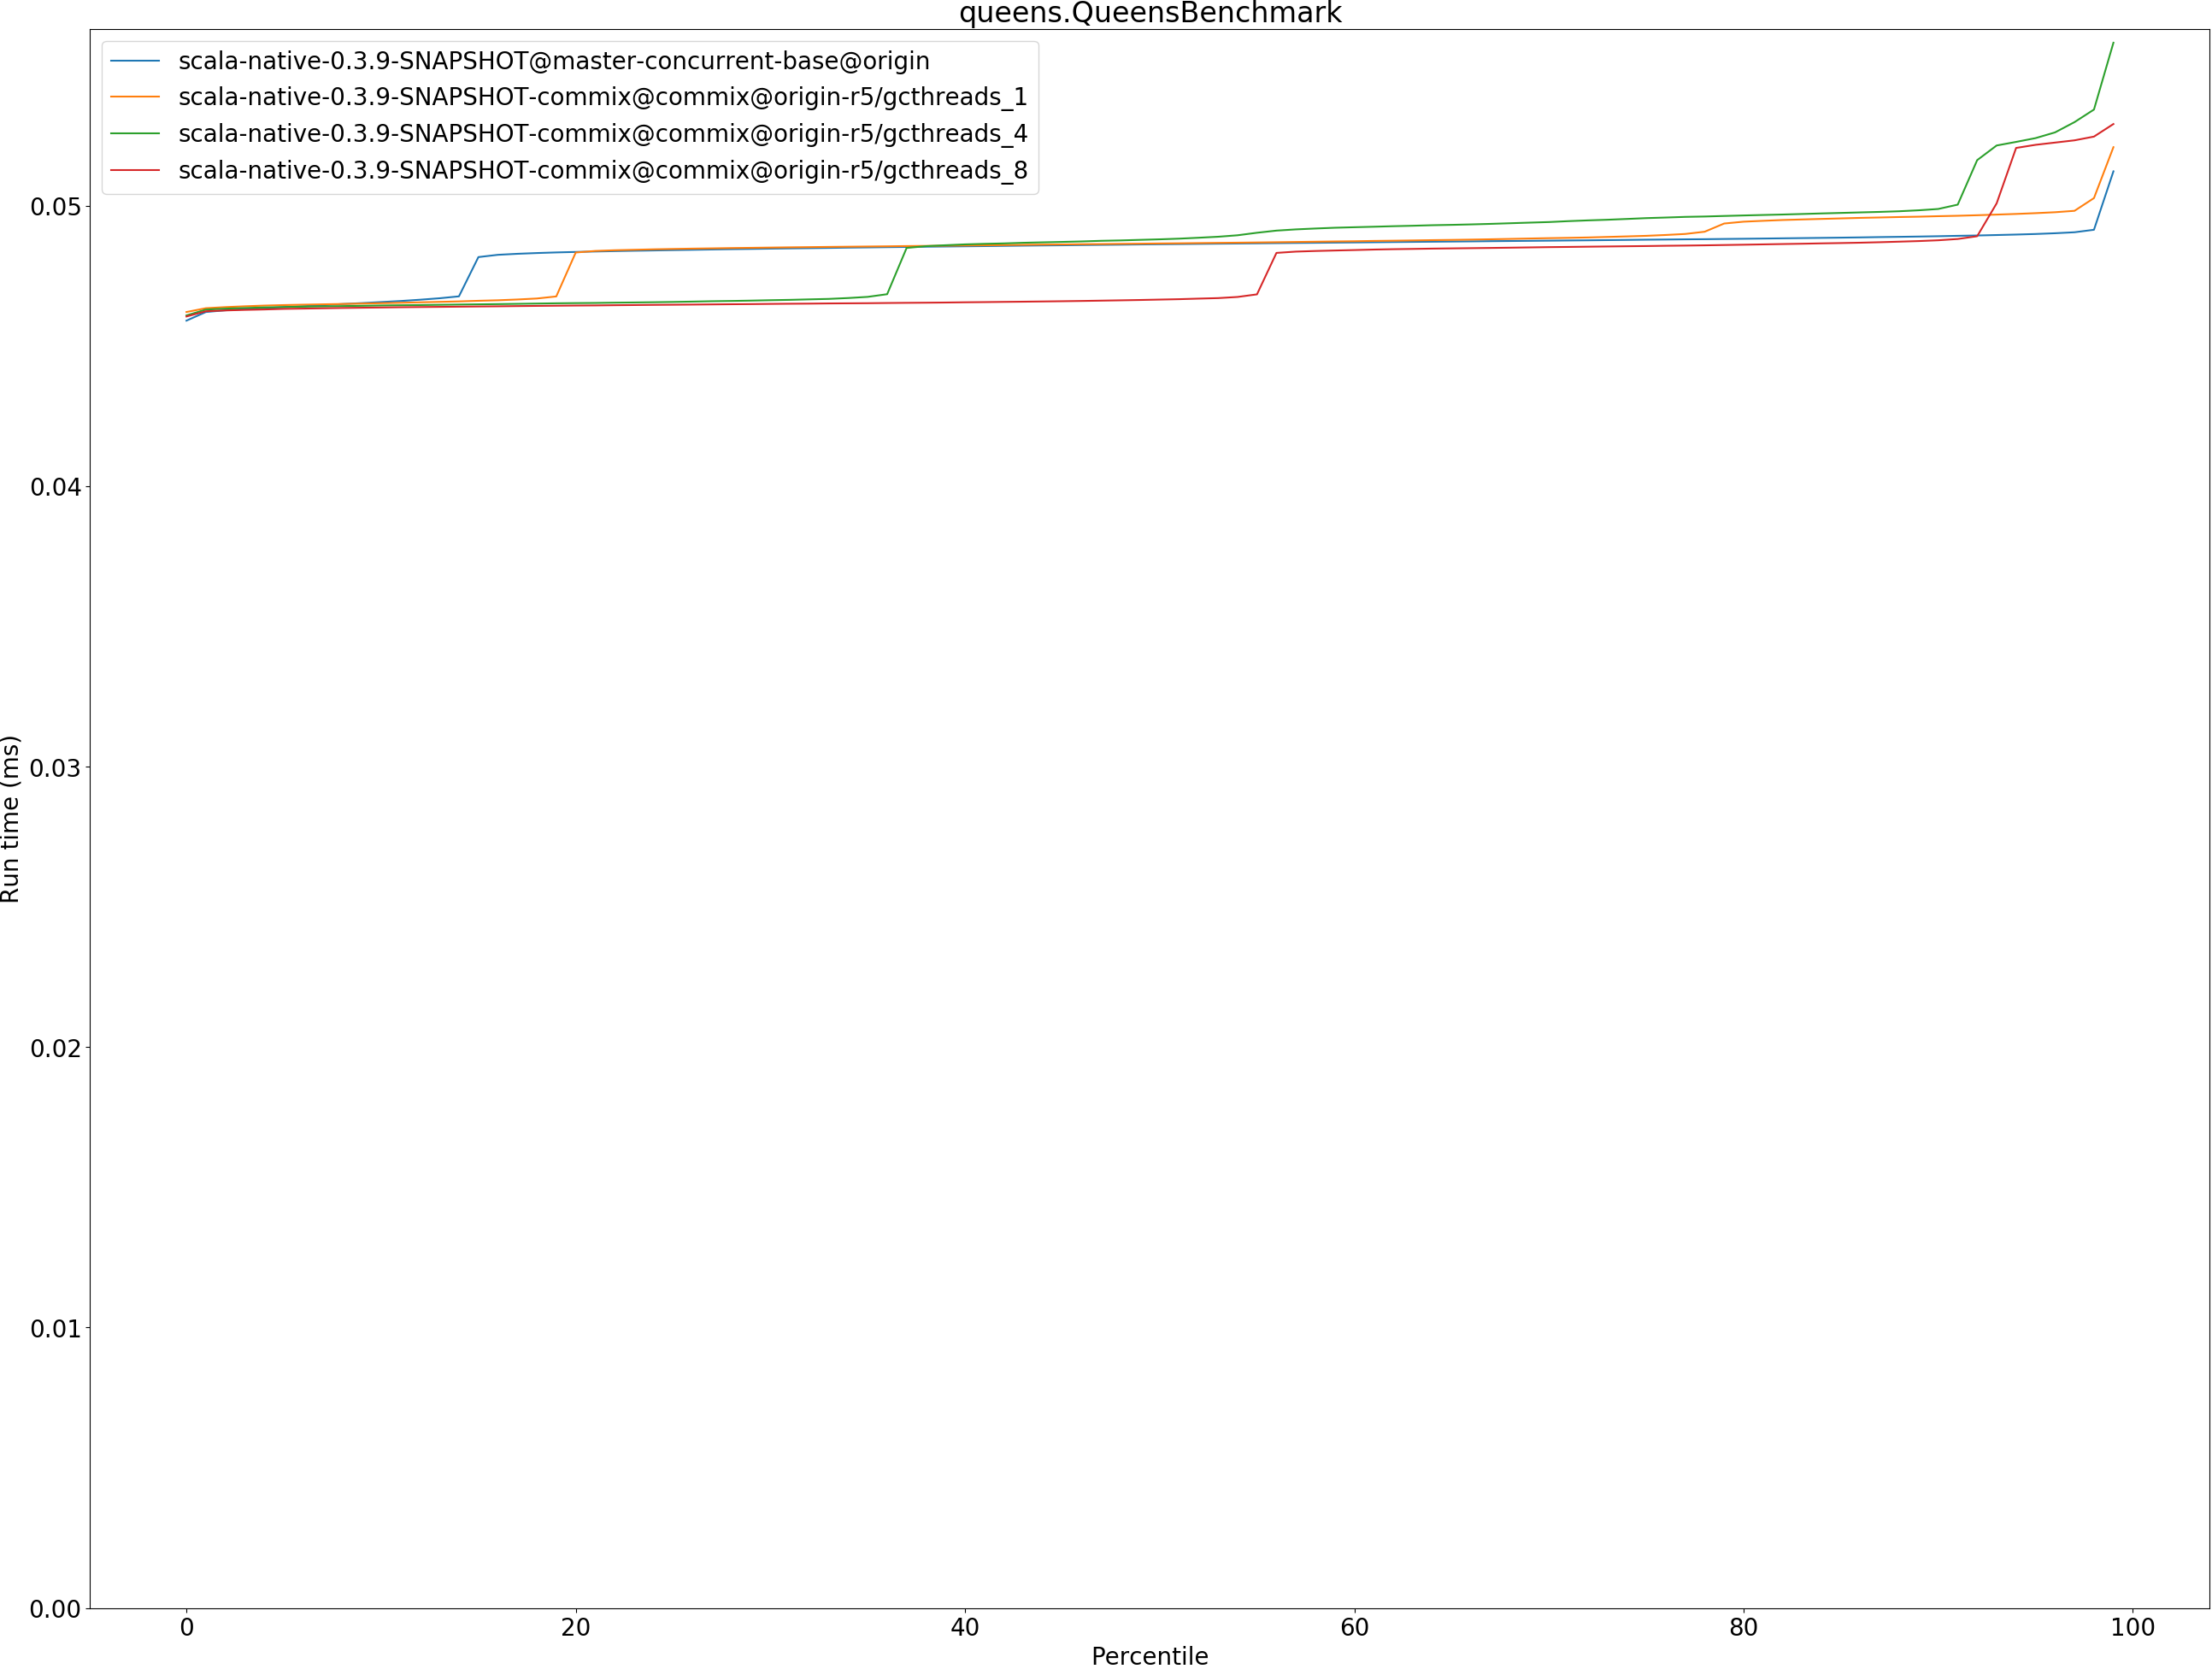 queens.QueensBenchmark
scala-native-0.3.9-SNAPSHOT@master-concurrent-base@origin
scala-native-0.3.9-SNAPSHOT-commix@commix@origin-r5/gcthreads_1
scala-native-0.3.9-SNAPSHOT-commix@commix@origin-r5/gcthreads_4
scala-native-0.3.9-SNAPSHOT-commix@commix@origin-r5/gcthreads_8
0.05
0.04
0.03
0.02
0.01
0.00
Run time (ms)
0 20 40 60 80 100
Percentile